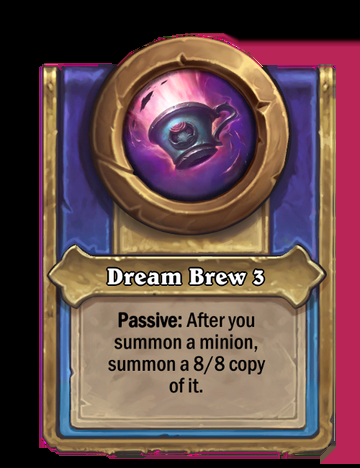 Dream Brew 3
Passive: After you
summon a minion,
summon a 8/8 copy
of it.